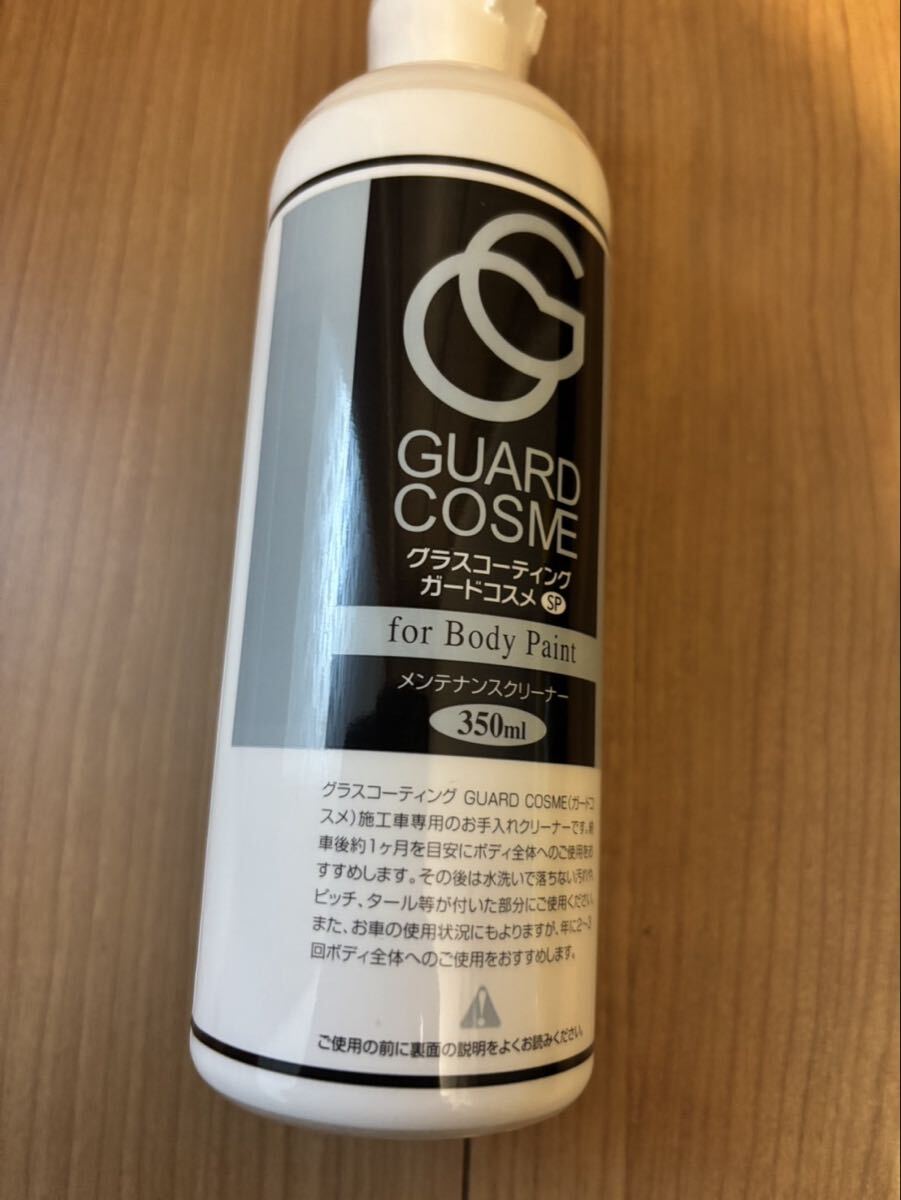 GUARD
COSME
グラスコーティング
ガードコスメ SP
for Body Paint
メンテナンスクリーナー
350ml
グラスコーティング GUARD COSME(ガードコ
スメ)施工車専用のお手入れクリーナーです。納
車後約1ヶ月を目安にボディ全体へのご使用をお
すすめします。その後は水洗いで落ちない汚れや、
ピッチ、タール等が付いた部分にご使用ください。
また、お車の使用状況にもよりますが、年に2〜3
回ボディ全体へのご使用をおすすめします。
ご使用の前に裏面の説明をよくお読みください。